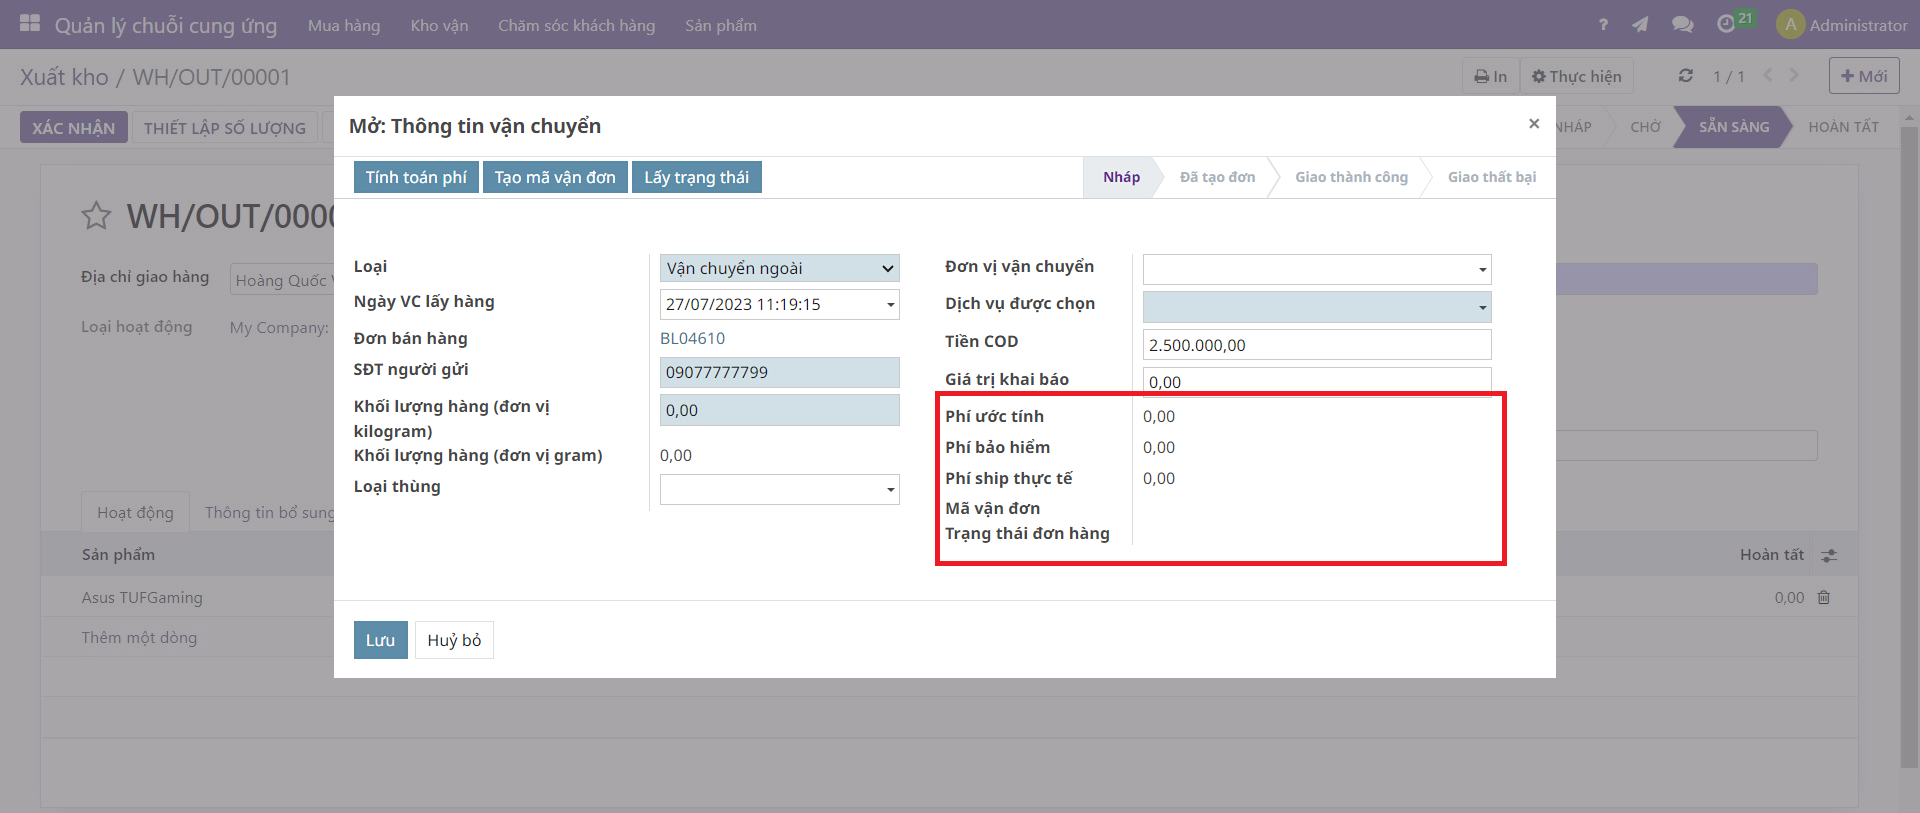 Quản lý chuỗi cung ứng
Mua hàng
Kho vận
Chăm sóc khách hàng
Sản phẩm
?
21
A
Administrator
Xuất kho / WH/OUT/00001
In
Thực hiện
1 / 1
+ Mới
XÁC NHẬN
THIẾT LẬP SỐ LƯỢNG
CHỜ
SẴN SÀNG
HOÀN TẤT
Mở: Thông tin vận chuyển
×
Tính toán phí
Tạo mã vận đơn
Lấy trạng thái
Nháp
Đã tạo đơn
Giao thành công
Giao thất bại
WH/OUT/000
Địa chỉ giao hàng
Hoàng Quốc
Loại hoạt động
My Company:
Loại
Vận chuyển ngoài
Ngày VC lấy hàng
27/07/2023 11:19:15
Đơn bán hàng
BL04610
SĐT người gửi
09077777799
Khối lượng hàng (đơn vị
kilogram)
0,00
Khối lượng hàng (đơn vị gram)
0,00
Loại thùng
Đơn vị vận chuyển
Dịch vụ được chọn
Tiền COD
2.500.000,00
Giá trị khai báo
0,00
Phí ước tính
0,00
Phí bảo hiểm
0,00
Phí ship thực tế
0,00
Mã vận đơn
Trạng thái đơn hàng
Hoạt động
Thông tin bổ sung
Sản phẩm
Hoàn tất
Asus TUFGaming
0,00
Thêm một dòng
Lưu
Huỷ bỏ